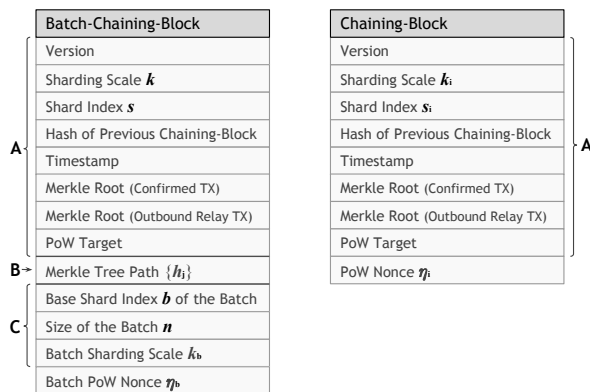 Batch-Chaining-Block
Version
Sharding Scale k
Shard Index s
Hash of Previous Chaining-Block
Timestamp
Merkle Root (Confirmed TX)
Merkle Root (Outbound Relay TX)
PoW Target
Merkle Tree Path {hⱼ}
Base Shard Index b of the Batch
Size of the Batch n
Batch Sharding Scale k_b
Batch PoW Nonce η_b
A
B
C
Chaining-Block
Version
Sharding Scale kᵢ
Shard Index sᵢ
Hash of Previous Chaining-Block
Timestamp
Merkle Root (Confirmed TX)
Merkle Root (Outbound Relay TX)
PoW Target
PoW Nonce ηᵢ
A